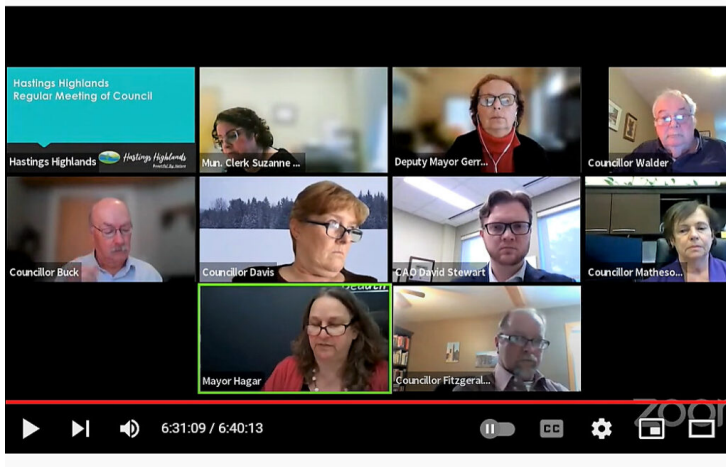 Hastings Highlands
Regular Meeting of Council
Hastings Highlands
Hastings Highlands
Mun. Clerk Suzanne ...
Deputy Mayor Gerr...
Councillor Walder
Councillor Buck
Councillor Davis
CAO David Stewart
Councillor Matheso...
Mayor Hagar
Councillor Fitzgeral...
zoom
6:31:09 / 6:40:13
CC